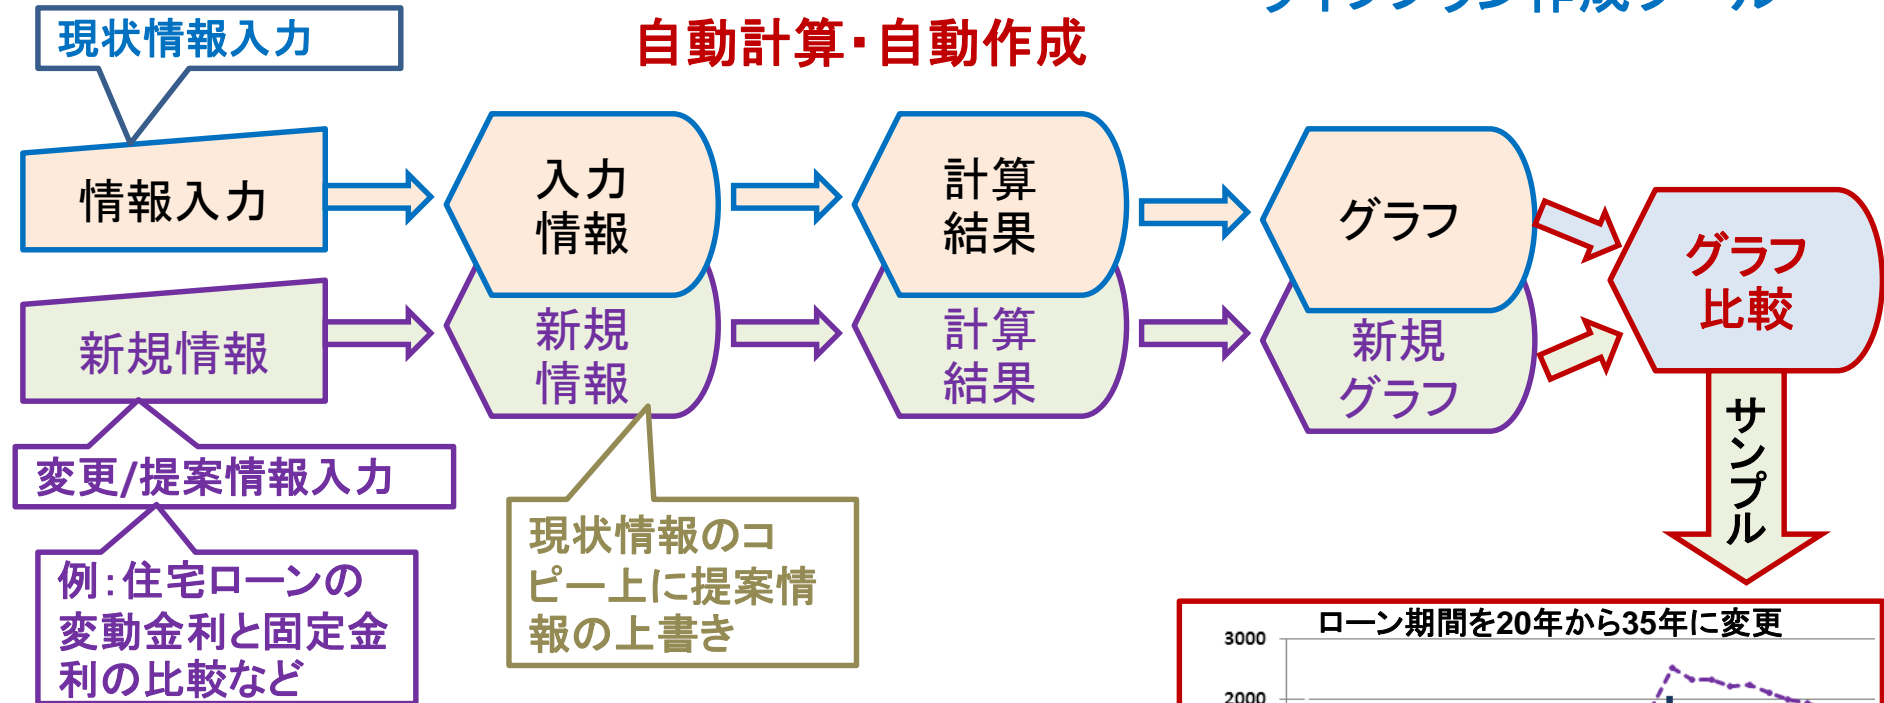 現状情報入力
自動計算・自動作成
情報入力
入力
情報
計算
結果
グラフ
グラフ
比較
新規情報
新規
情報
計算
結果
新規
グラフ
サンプル
変更/提案情報入力
例:住宅ローンの
変動金利と固定金
利の比較など
現状情報のコ
ピー上に提案情
報の上書き
ローン期間を20年から35年に変更
3000
2000